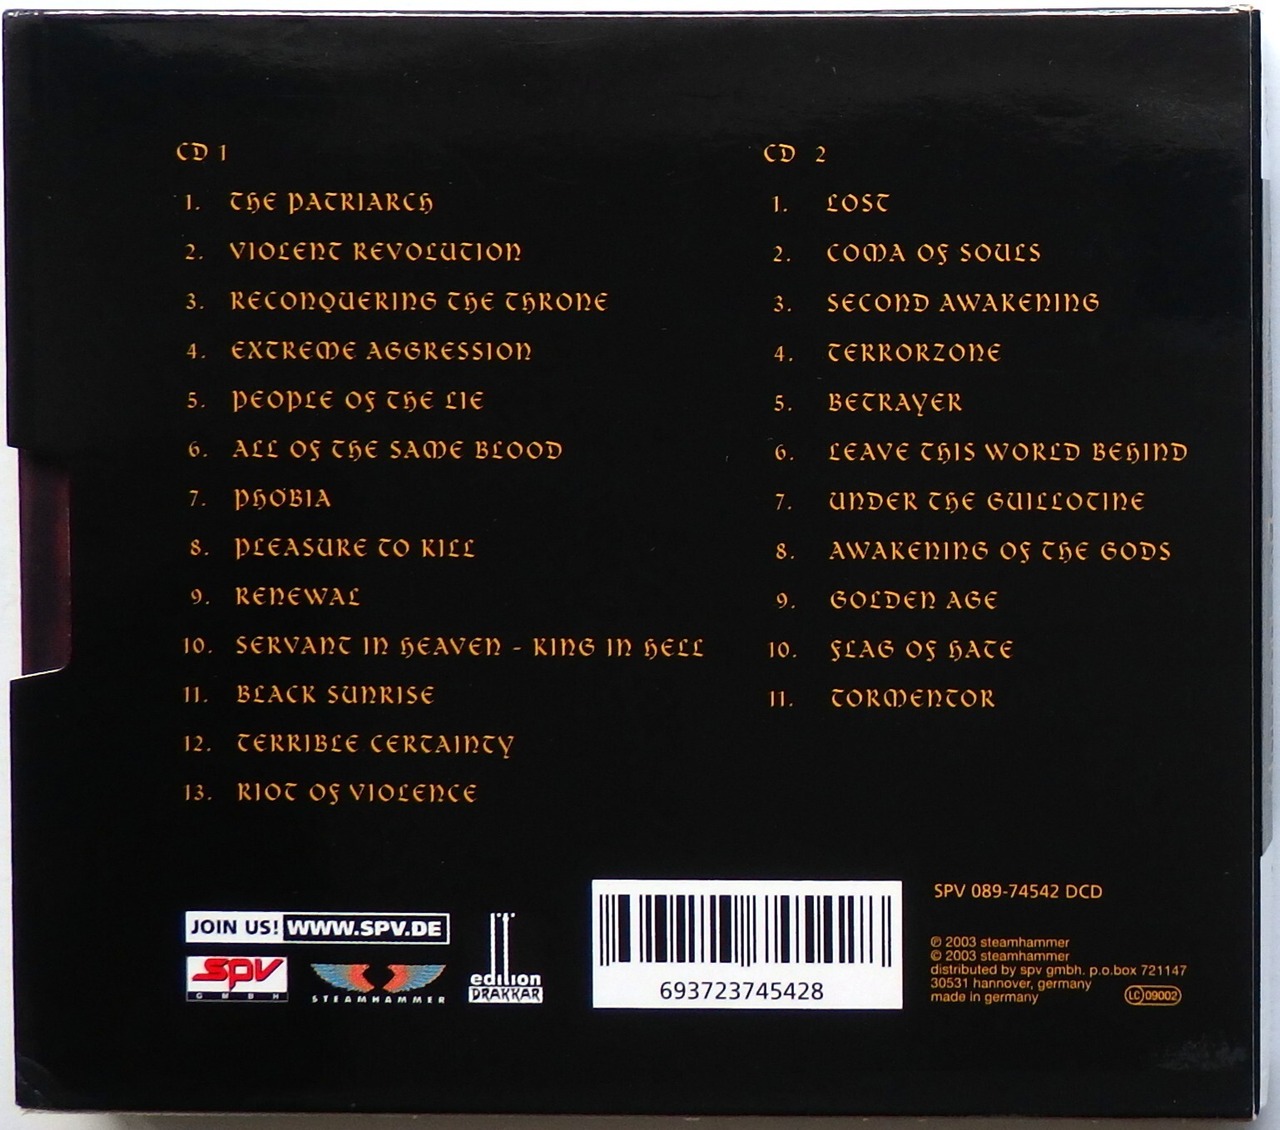 CD 1
1. THE PATRIARCH
2. VIOLENT REVOLUTION
3. RECONQUERING THE THRONE
4. EXTREME AGGRESSION
5. PEOPLE OF THE LIE
6. ALL OF THE SAME BLOOD
7. PHOBIA
8. PLEASURE TO KILL
9. RENEWAL
10. SERVANT IN HEAVEN - KING IN HELL
11. BLACK SUNRISE
12. TERRIBLE CERTAINTY
13. RIOT OF VIOLENCE
CD 2
1. LOST
2. COMA OF SOULS
3. SECOND AWAKENING
4. TERRORZONE
5. BETRAYER
6. LEAVE THIS WORLD BEHIND
7. UNDER THE GUILLOTINE
8. AWAKENING OF THE GODS
9. GOLDEN AGE
10. FLAG OF HATE
11. TORMENTOR
JOIN US! WWW.SPV.DE
SPV
GMBH
STEAMHAMMER
edition
DRAKKAR
693723745428
SPV 089-74542 DCD
℗ 2003 steamhammer
© 2003 steamhammer
distributed by spv gmbh. p.o.box 721147
30531 hannover, germany
made in germany
LC 09002